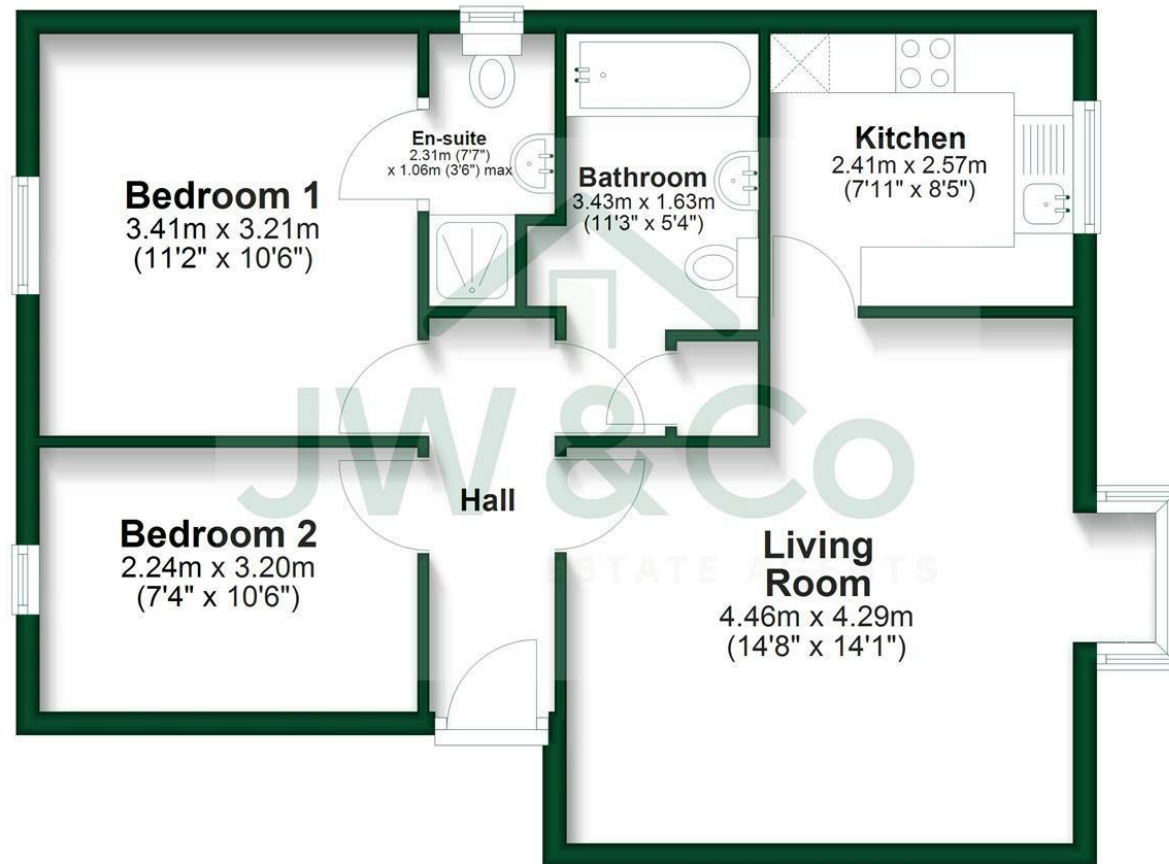 Bedroom 1
3.41m x 3.21m
(11'2" x 10'6")
En-suite
2.31m (7'7")
x 1.06m (3'6") max
Bathroom
3.43m x 1.63m
(11'3" x 5'4")
Kitchen
2.41m x 2.57m
(7'11" x 8'5")
Bedroom 2
2.24m x 3.20m
(7'4" x 10'6")
Hall
Living
Room
4.46m x 4.29m
(14'8" x 14'1")
JW&Co
ESTATE AGENTS